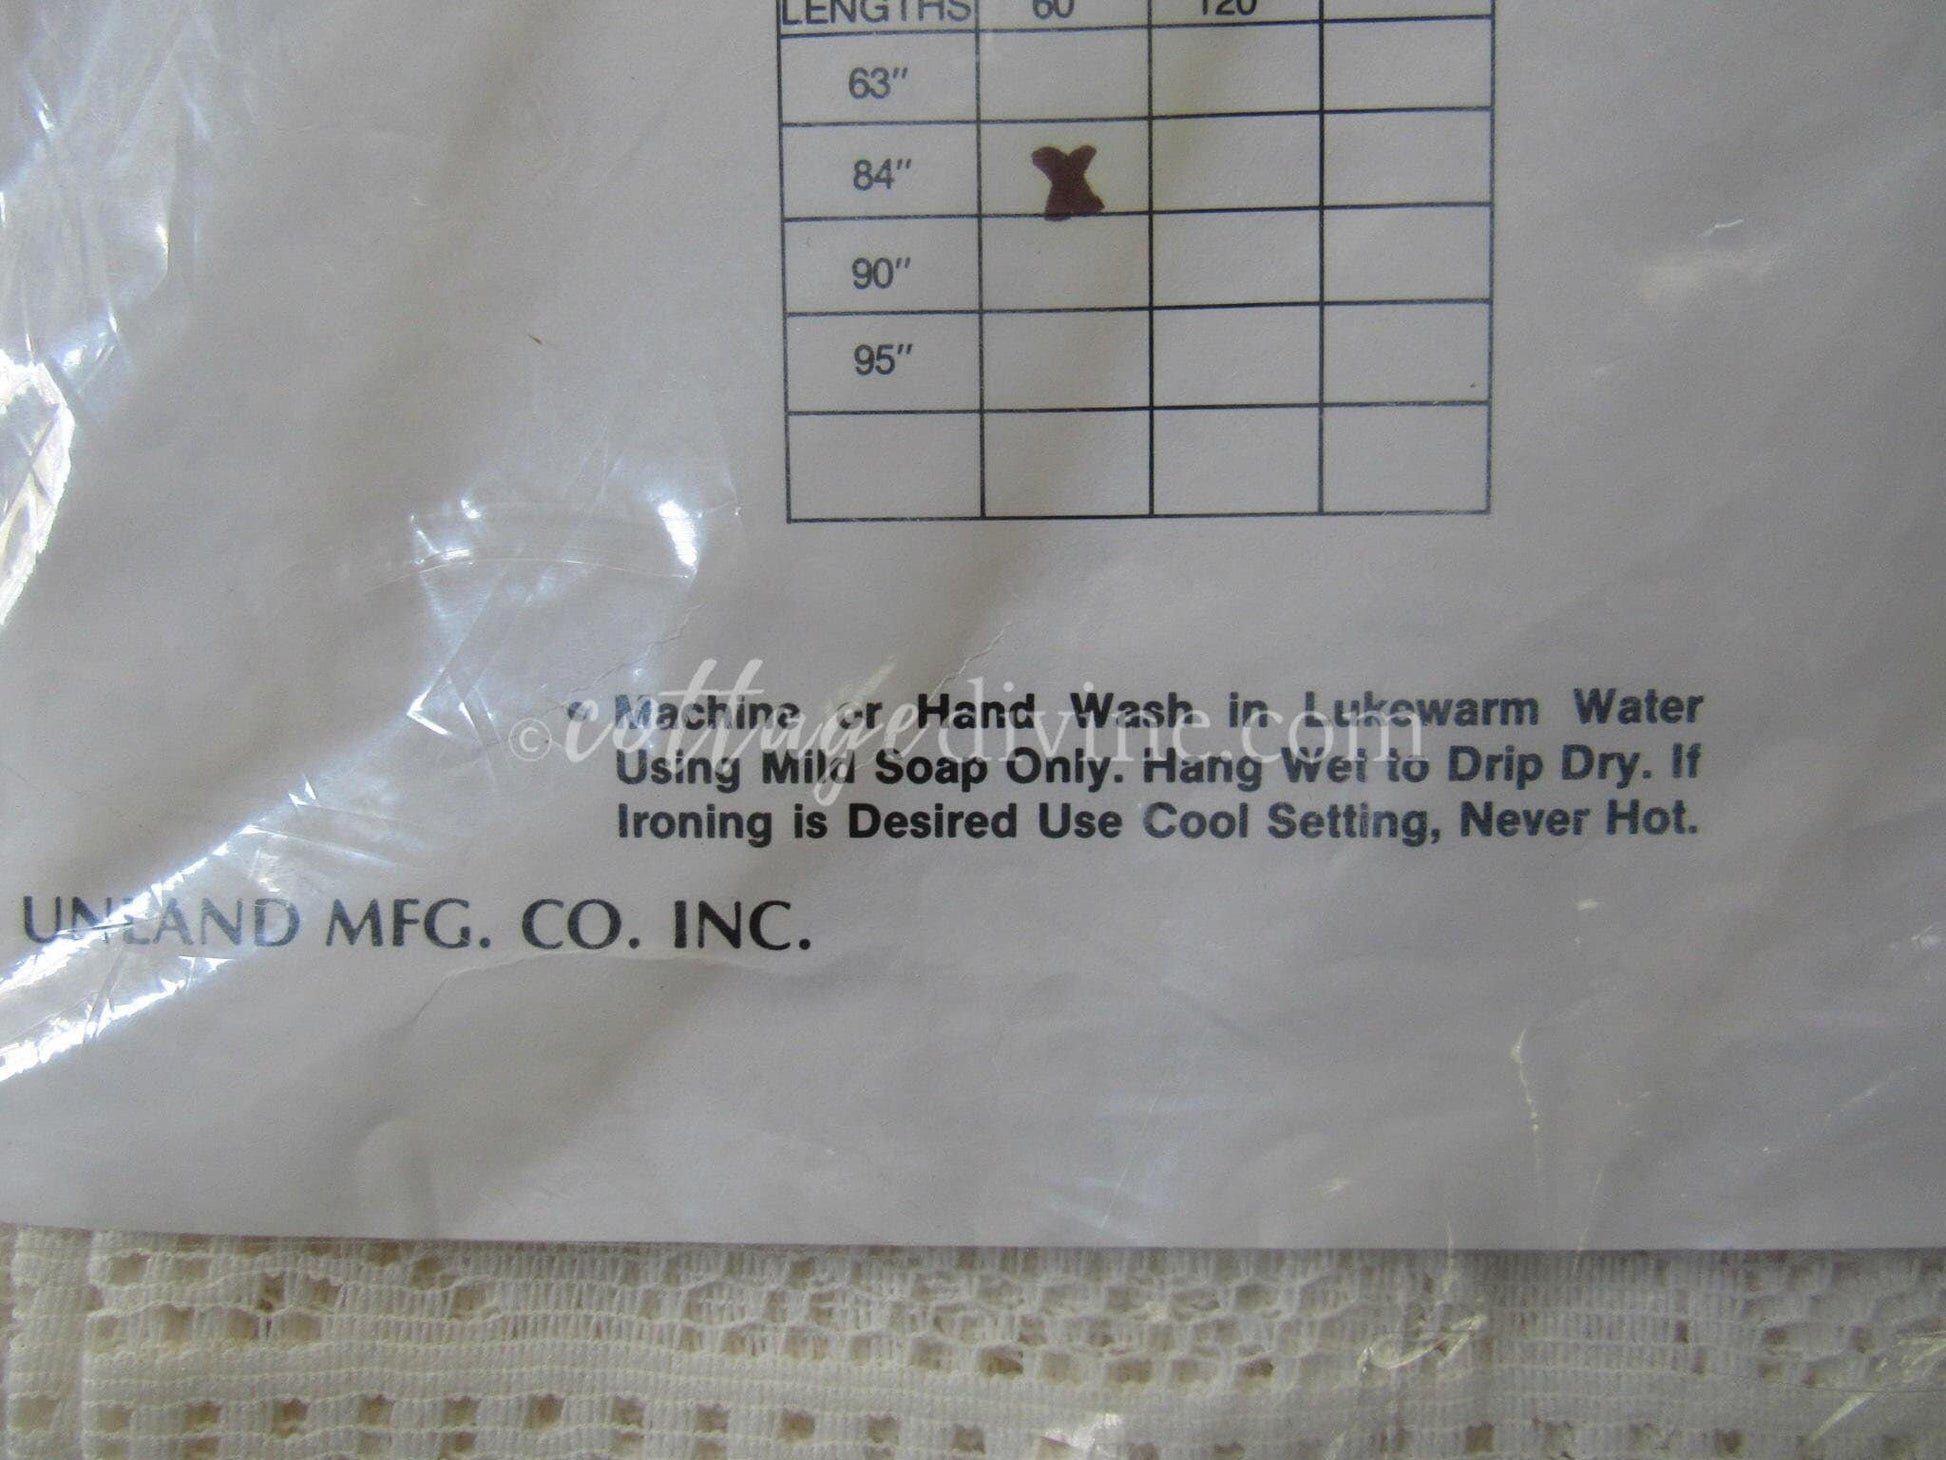 LENGTHS 60" 120"
63"
84" X
90"
95"
• Machine or Hand Wash in Lukewarm Water
Using Mild Soap Only. Hang Wet to Drip Dry. If
Ironing is Desired Use Cool Setting, Never Hot.
©cottagedivine.com
UNLAND MFG. CO. INC.